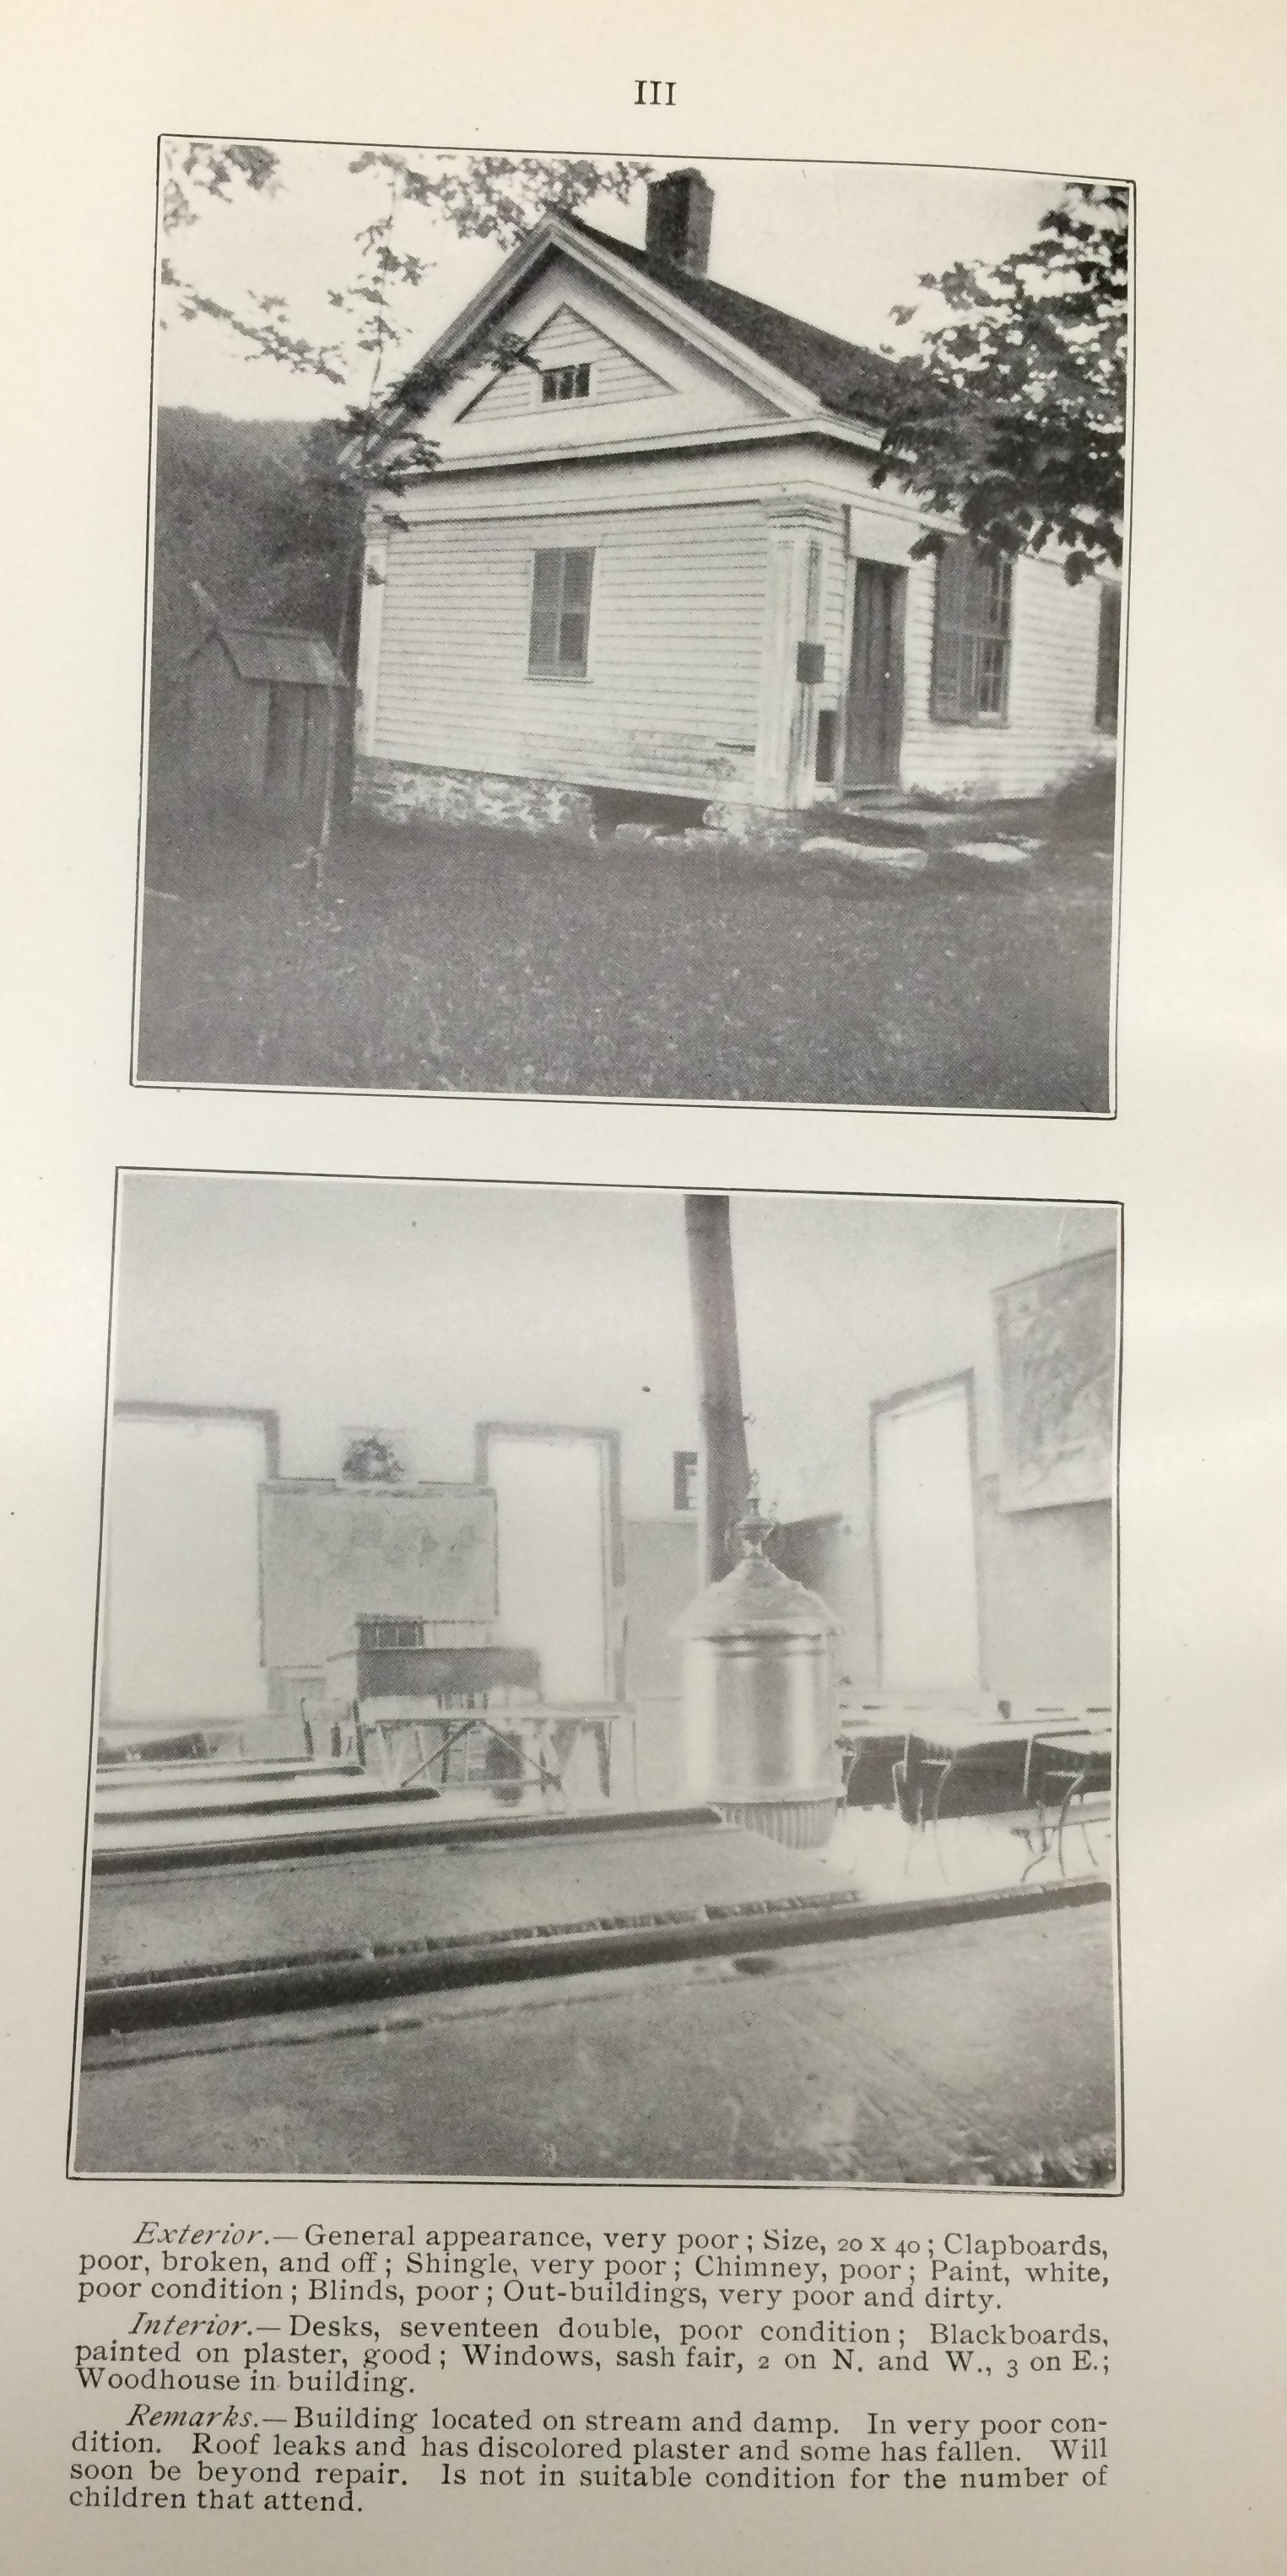 III
Exterior.—General appearance, very poor; Size, 20 x 40; Clapboards,
poor, broken, and off; Shingle, very poor; Chimney, poor; Paint, white,
poor condition; Blinds, poor; Out-buildings, very poor and dirty.
Interior.—Desks, seventeen double, poor condition; Blackboards,
painted on plaster, good; Windows, sash fair, 2 on N. and W., 3 on E.;
Woodhouse in building.
Remarks.—Building located on stream and damp. In very poor con-
dition. Roof leaks and has discolored plaster and some has fallen. Will
soon be beyond repair. Is not in suitable condition for the number of
children that attend.